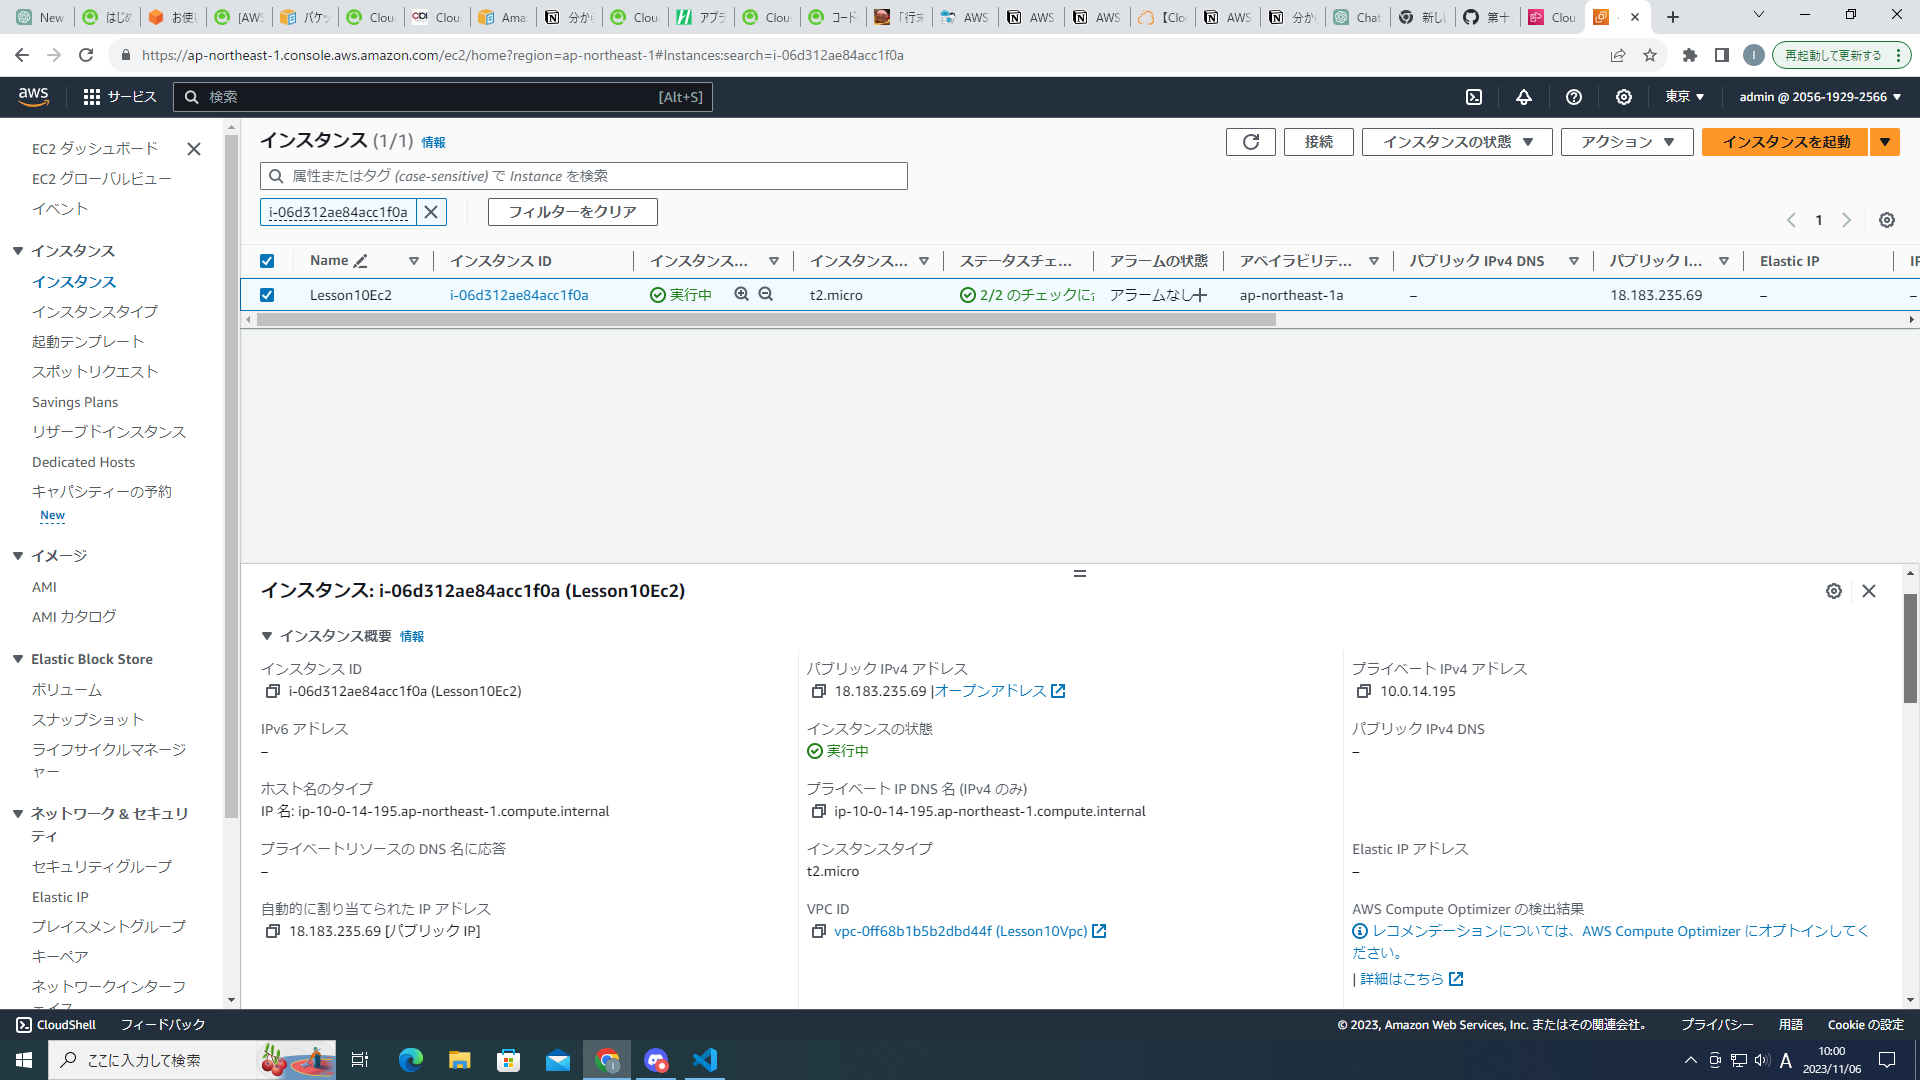 New
はじめ
お使い
[AWS
パケッ
Clou
Clou
Ama
分か
Clou
アプラ
Clou
コード
「行末
AWS
AWS
AWS
【Clo
AWS
分か
Chat
新しい
第十
Clou
https://ap-northeast-1.console.aws.amazon.com/ec2/home?region=ap-northeast-1#Instances:search=i-06d312ae84acc1f0a
I
再起動して更新する
aws
サービス
検索
[Alt+S]
東京
admin @ 2056-1929-2566
EC2 ダッシュボード
EC2 グローバルビュー
イベント
インスタンス
インスタンス
インスタンスタイプ
起動テンプレート
スポットリクエスト
Savings Plans
リザーブドインスタンス
Dedicated Hosts
キャパシティーの予約
New
イメージ
AMI
AMI カタログ
Elastic Block Store
ボリューム
スナップショット
ライフサイクルマネージ
ャー
ネットワーク & セキュリ
ティ
セキュリティグループ
Elastic IP
プレイスメントグループ
キーペア
ネットワークインターフ
ェイス
インスタンス (1/1) 情報
接続
インスタンスの状態
アクション
インスタンスを起動
属性またはタグ (case-sensitive) で Instance を検索
i-06d312ae84acc1f0a
フィルターをクリア
1
Name インスタンス ID インスタンス... インスタンス... ステータスチェ... アラームの状態 アベイラビリテ... パブリック IPv4 DNS パブリック I... Elastic IP IP
Lesson10Ec2 i-06d312ae84acc1f0a 実行中 t2.micro 2/2 のチェックに合 アラームなし ap-northeast-1a – 18.183.235.69 – –
インスタンス: i-06d312ae84acc1f0a (Lesson10Ec2)
インスタンス概要 情報
インスタンス ID
i-06d312ae84acc1f0a (Lesson10Ec2)
パブリック IPv4 アドレス
18.183.235.69 |オープンアドレス
プライベート IPv4 アドレス
10.0.14.195
IPv6 アドレス
–
インスタンスの状態
実行中
パブリック IPv4 DNS
–
ホスト名のタイプ
IP 名: ip-10-0-14-195.ap-northeast-1.compute.internal
プライベート IP DNS 名 (IPv4 のみ)
ip-10-0-14-195.ap-northeast-1.compute.internal
プライベートリソースの DNS 名に応答
–
インスタンスタイプ
t2.micro
Elastic IP アドレス
–
自動的に割り当てられた IP アドレス
18.183.235.69 [パブリック IP]
VPC ID
vpc-0ff68b1b5b2dbd44f (Lesson10Vpc)
AWS Compute Optimizer の検出結果
レコメンデーションについては、AWS Compute Optimizer にオプトインしてく
ださい。
| 詳細はこちら
CloudShell
フィードバック
© 2023, Amazon Web Services, Inc. またはその関連会社。
プライバシー
用語
Cookie の設定
ここに入力して検索
A
10:00
2023/11/06